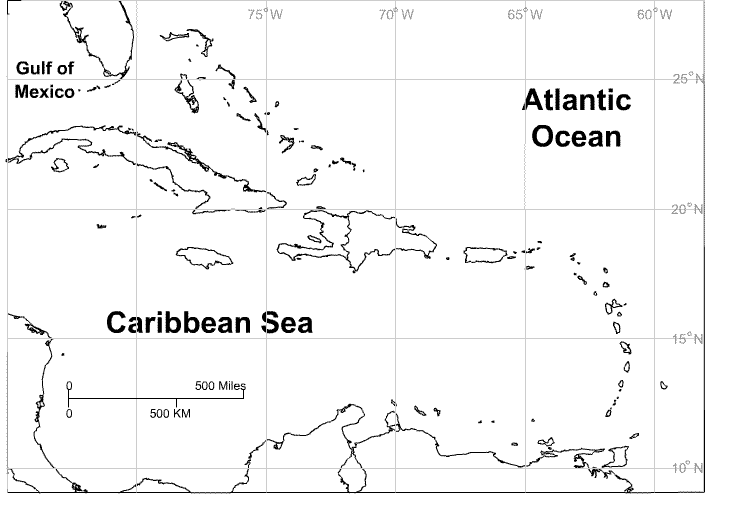 75°W 70°W 65°W 60°W
Gulf of
Mexico
25°N
Atlantic
Ocean
20°N
Caribbean Sea
15°N
0 500 Miles
0 500 KM
10°N